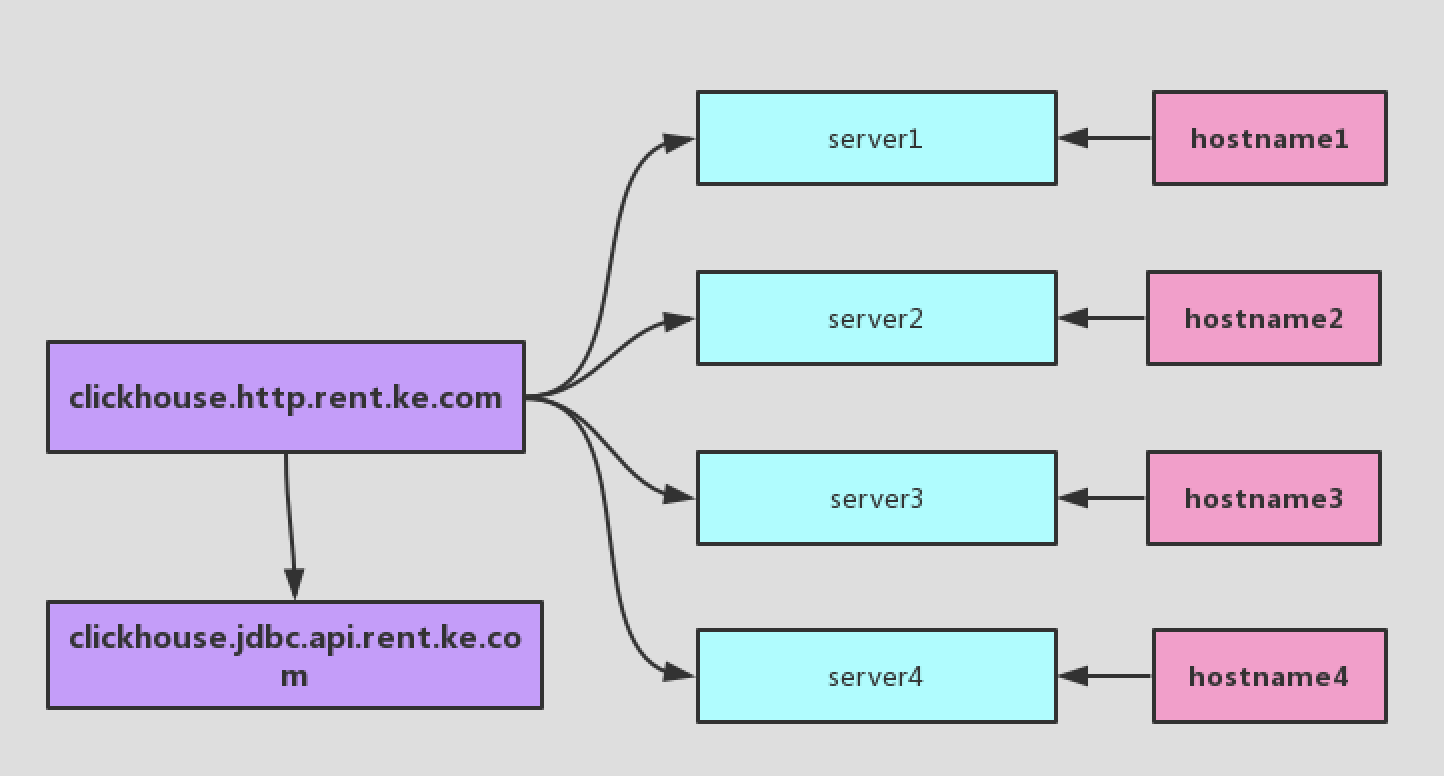 server1
hostname1
server2
hostname2
clickhouse.http.rent.ke.com
server3
hostname3
clickhouse.jdbc.api.rent.ke.co
m
server4
hostname4